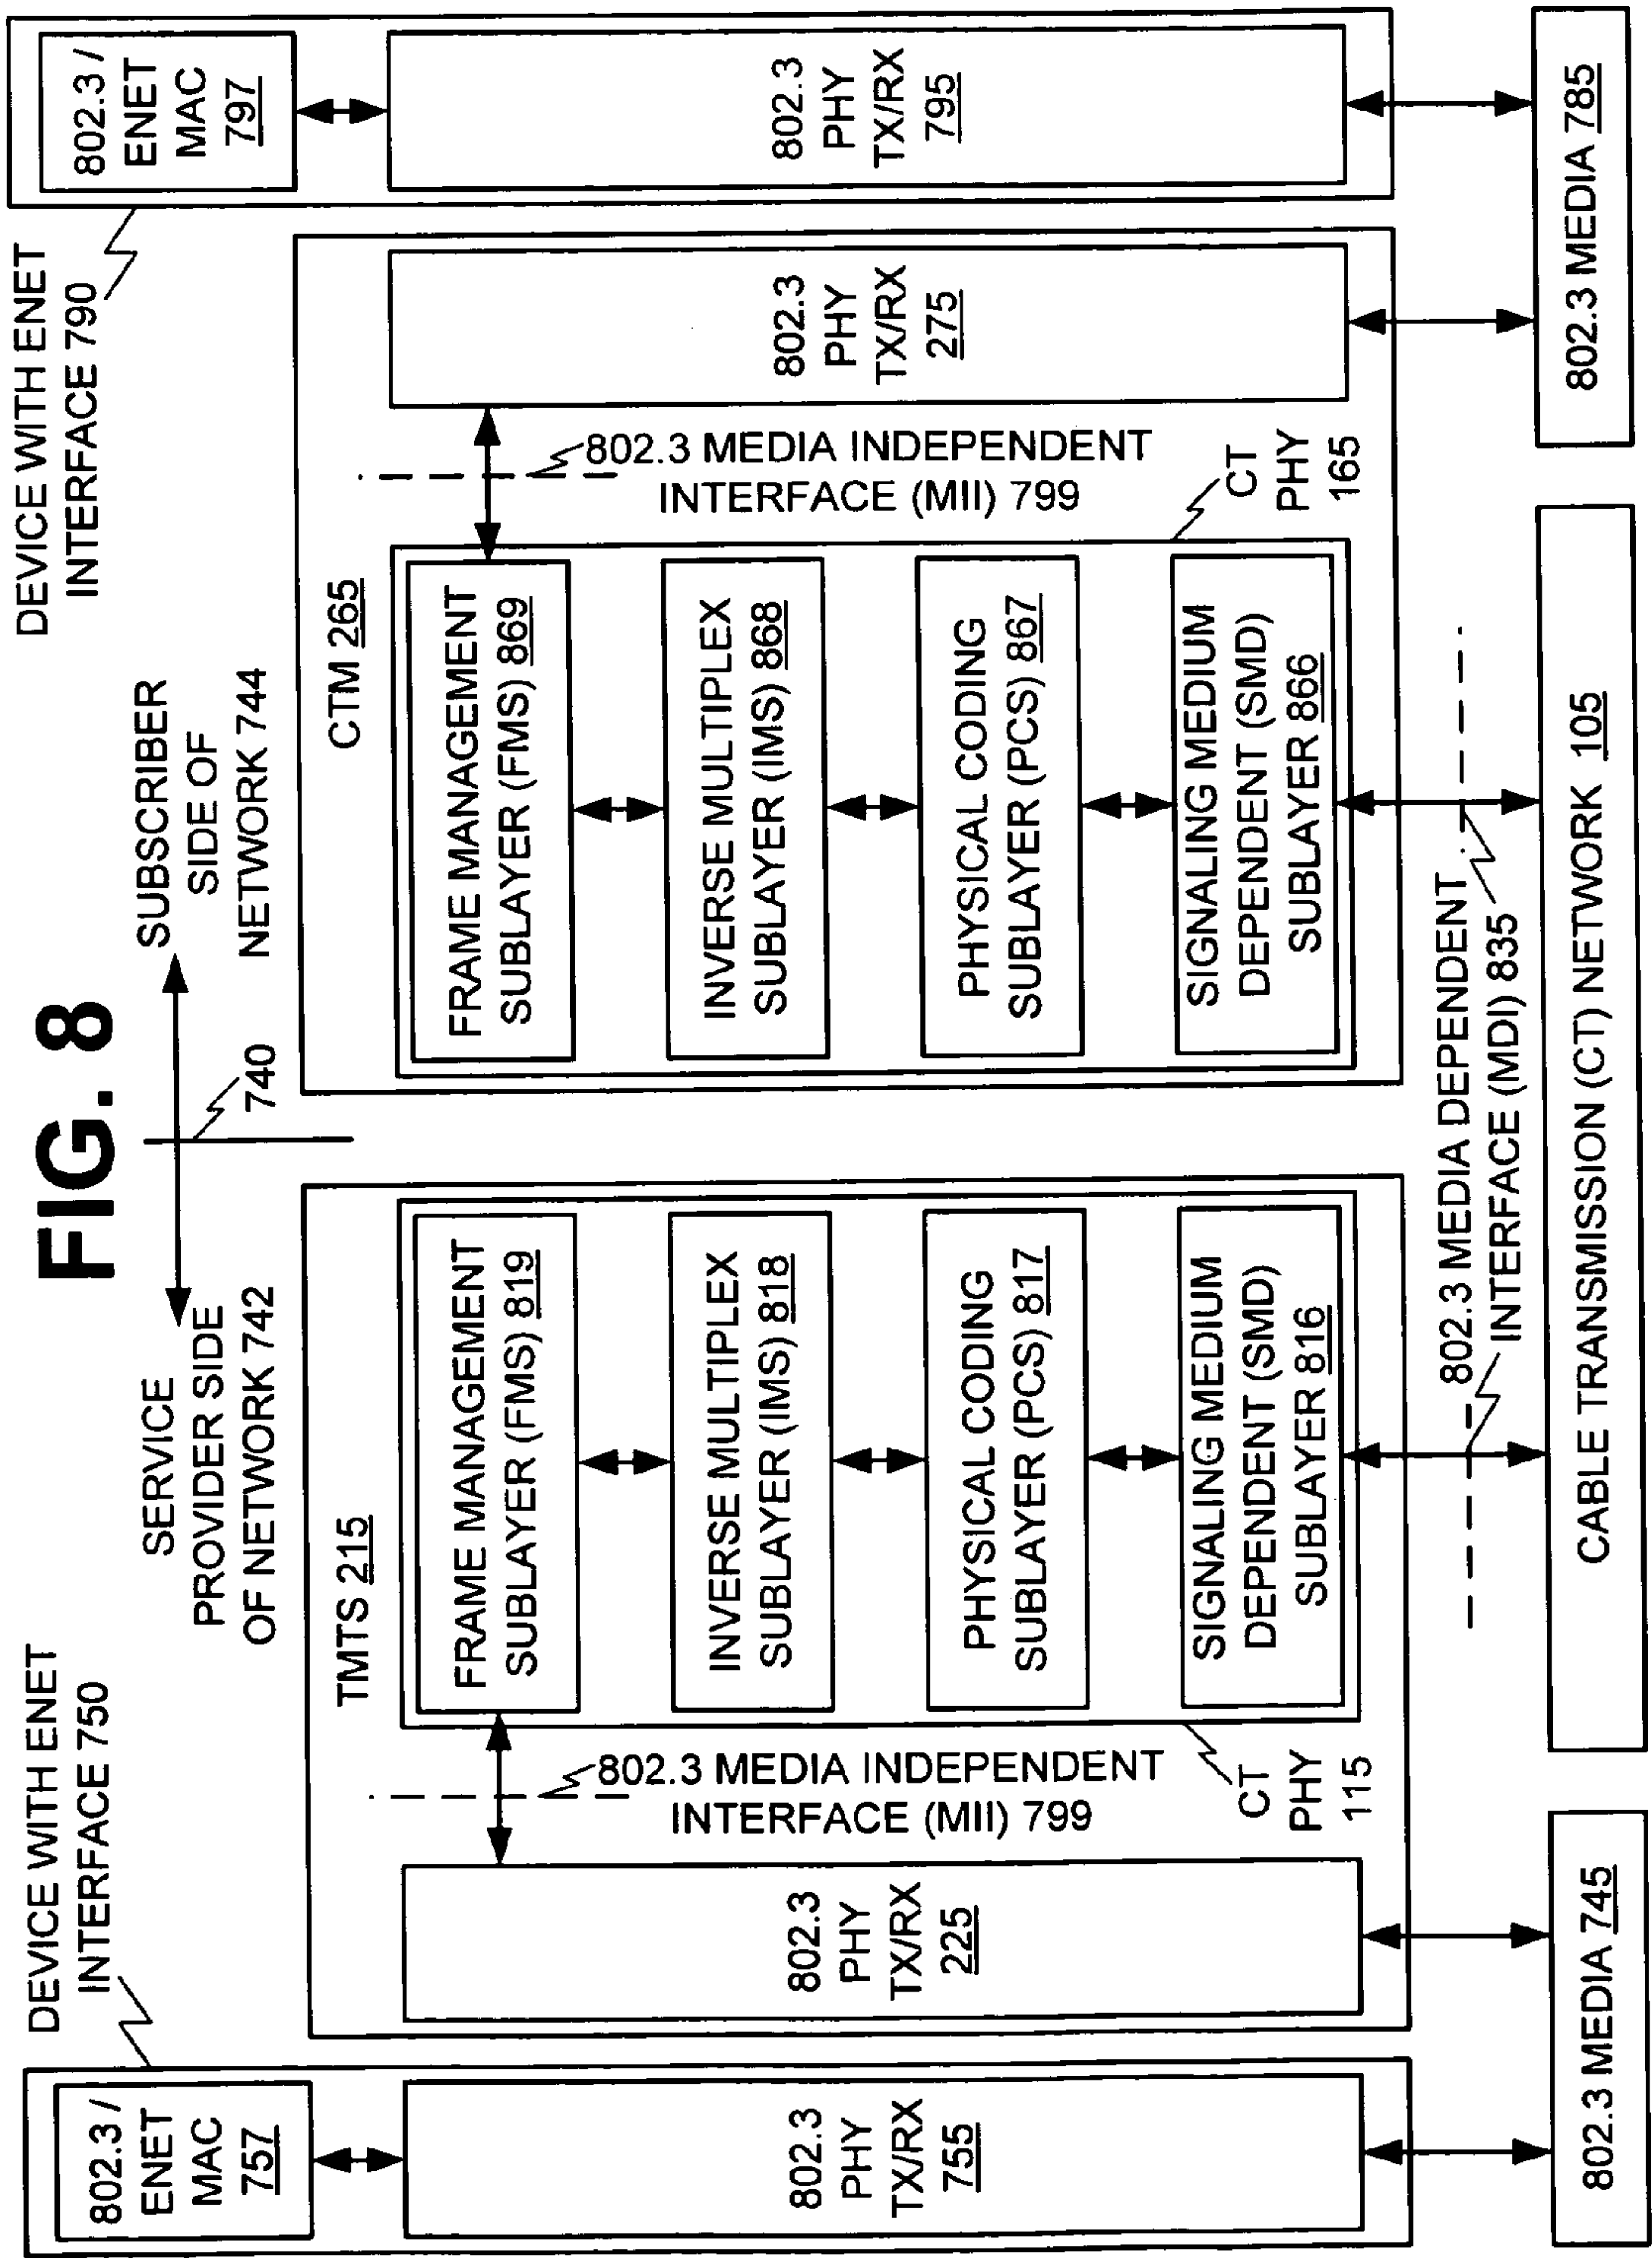 FIG. 8
SERVICE
PROVIDER SIDE
OF NETWORK 742
740
SUBSCRIBER
SIDE OF
NETWORK 744
DEVICE WITH ENET
INTERFACE 750
802.3 /
ENET
MAC
757
802.3
PHY
TX/RX
755
TMTS 215
802.3
PHY
TX/RX
225
802.3 MEDIA INDEPENDENT
INTERFACE (MII) 799
FRAME MANAGEMENT
SUBLAYER (FMS) 819
INVERSE MULTIPLEX
SUBLAYER (IMS) 818
PHYSICAL CODING
SUBLAYER (PCS) 817
SIGNALING MEDIUM
DEPENDENT (SMD)
SUBLAYER 816
CT
PHY
115
CTM 265
FRAME MANAGEMENT
SUBLAYER (FMS) 869
INVERSE MULTIPLEX
SUBLAYER (IMS) 868
PHYSICAL CODING
SUBLAYER (PCS) 867
SIGNALING MEDIUM
DEPENDENT (SMD)
SUBLAYER 866
802.3 MEDIA INDEPENDENT
INTERFACE (MII) 799
CT
PHY
165
802.3
PHY
TX/RX
275
DEVICE WITH ENET
INTERFACE 790
802.3 /
ENET
MAC
797
802.3
PHY
TX/RX
795
802.3 MEDIA DEPENDENT
INTERFACE (MDI) 835
802.3 MEDIA 745
CABLE TRANSMISSION (CT) NETWORK 105
802.3 MEDIA 785